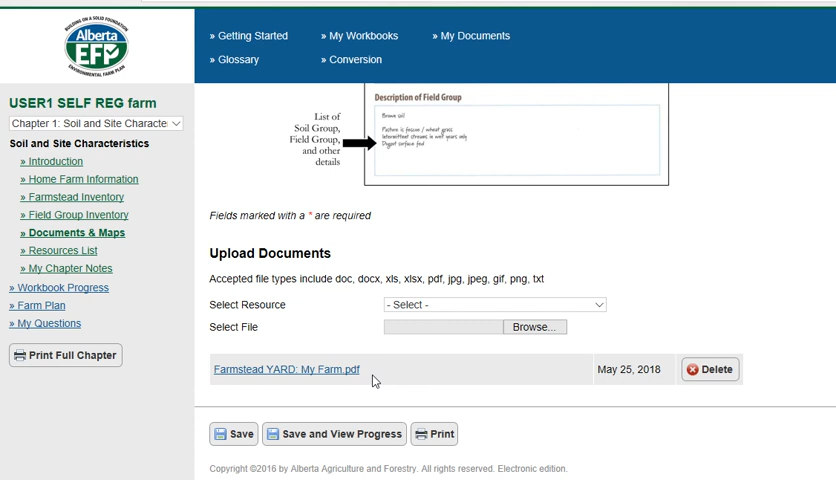 BUILDING ON A SOLID FOUNDATION
Alberta
EFP
ENVIRONMENTAL FARM PLAN
» Getting Started
» My Workbooks
» My Documents
» Glossary
» Conversion
USER1 SELF REG farm
Chapter 1: Soil and Site Characte
Soil and Site Characteristics
» Introduction
» Home Farm Information
» Farmstead Inventory
» Field Group Inventory
» Documents & Maps
» Resources List
» My Chapter Notes
» Workbook Progress
» Farm Plan
» My Questions
Print Full Chapter
List of
Soil Group,
Field Group,
and other
details
Description of Field Group
Brown soil
Pasture is fescue / wheat grass
Intermittent streams in wet years only
Dugout surface fed
Fields marked with a * are required
Upload Documents
Accepted file types include doc, docx, xls, xlsx, pdf, jpg, jpeg, gif, png, txt
Select Resource
- Select -
Select File
Browse...
Farmstead YARD: My Farm.pdf
May 25, 2018
Delete
Save
Save and View Progress
Print
Copyright ©2016 by Alberta Agriculture and Forestry. All rights reserved. Electronic edition.